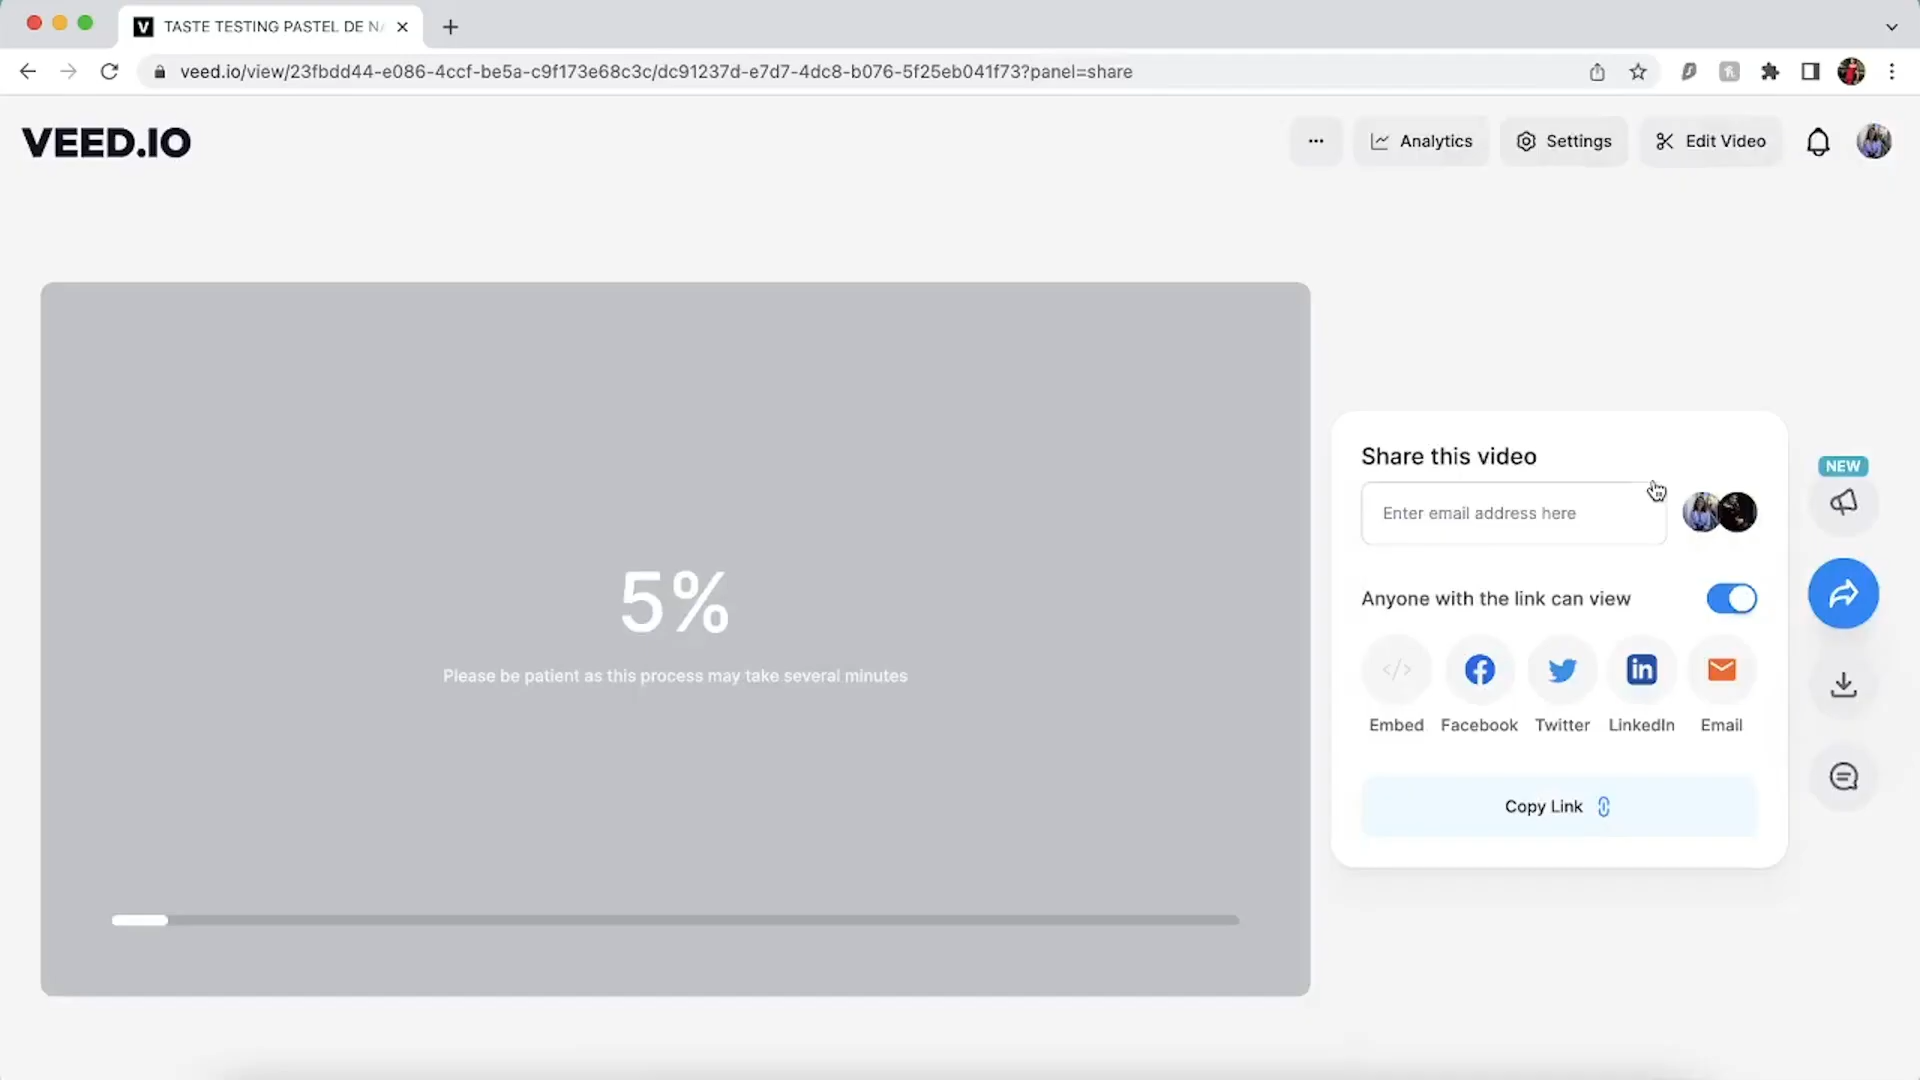 TASTE TESTING PASTEL DE NA
veed.io/view/23fbdd44-e086-4ccf-be5a-c9f173e68c3c/dc91237d-e7d7-4dc8-b076-5f25eb041f73?panel=share
VEED.IO
Analytics
Settings
Edit Video
Share this video
NEW
Enter email address here
5%
Anyone with the link can view
Please be patient as this process may take several minutes
Embed Facebook Twitter LinkedIn Email
Copy Link